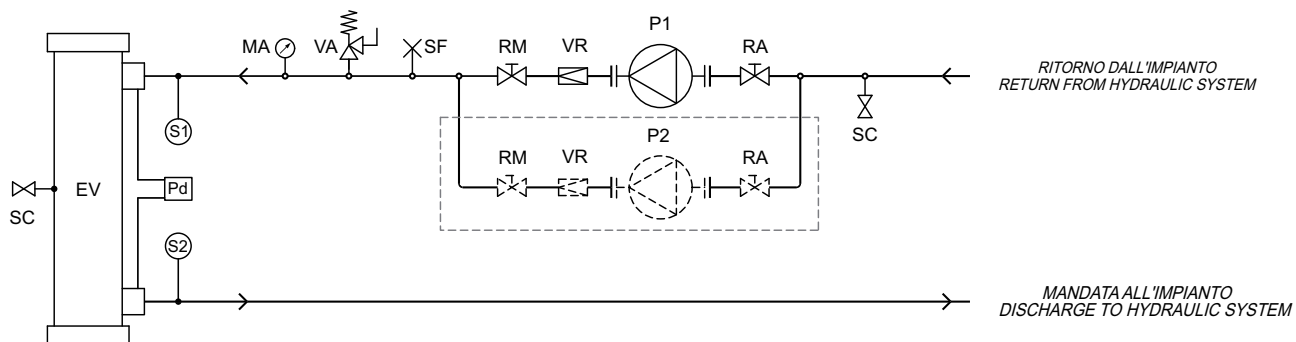 P1
MA
VA
SF
RM
VR
RA
RITORNO DALL'IMPIANTO
RETURN FROM HYDRAULIC SYSTEM
S1
SC
P2
RM
VR
RA
EV
Pd
SC
S2
MANDATA ALL'IMPIANTO
DISCHARGE TO HYDRAULIC SYSTEM